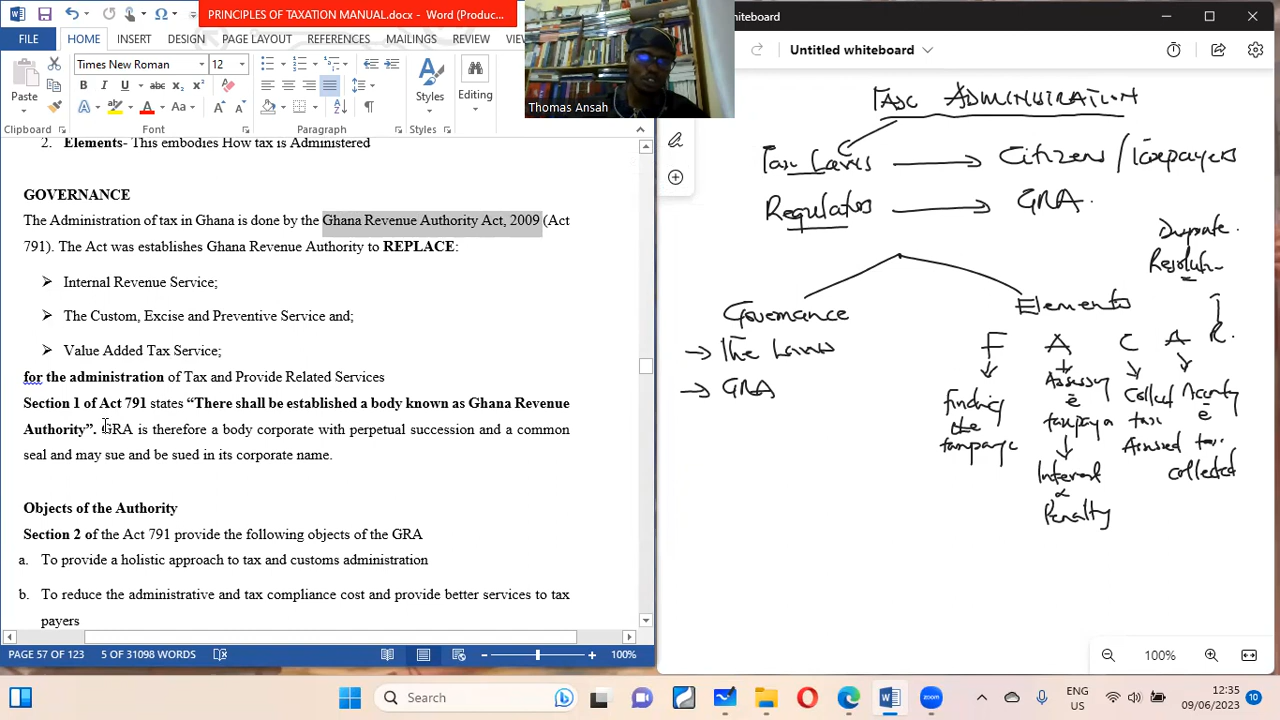 PRINCIPLES OF TAXATION MANUAL.docx - Word (Produc...
FILE HOME INSERT DESIGN PAGE LAYOUT REFERENCES MAILINGS REVIEW
Times New Roman 12
Paste
Styles Editing
Clipboard Font Paragraph Styles
Thomas Ansah
2. Elements- This embodies How tax is Administered
GOVERNANCE
The Administration of tax in Ghana is done by the Ghana Revenue Authority Act, 2009 (Act
791). The Act was establishes Ghana Revenue Authority to REPLACE:
Internal Revenue Service;
The Custom, Excise and Preventive Service and;
Value Added Tax Service;
for the administration of Tax and Provide Related Services
Section 1 of Act 791 states “There shall be established a body known as Ghana Revenue
Authority”. GRA is therefore a body corporate with perpetual succession and a common
seal and may sue and be sued in its corporate name.
Objects of the Authority
Section 2 of the Act 791 provide the following objects of the GRA
a. To provide a holistic approach to tax and customs administration
b. To reduce the administrative and tax compliance cost and provide better services to tax
payers
PAGE 57 OF 123 5 OF 31098 WORDS 100%
Untitled whiteboard
TAX ADMINISTRATION
Tax Laws → Citizens / Taxpayers
Regulators → GRA.
Governance
→ The Laws
→ GRA
Elements
F A C A R.
Finding
the
Interest
&
Penalty
Collect
tax
collected
100%
Search
ENG
US
12:35
09/06/2023
10